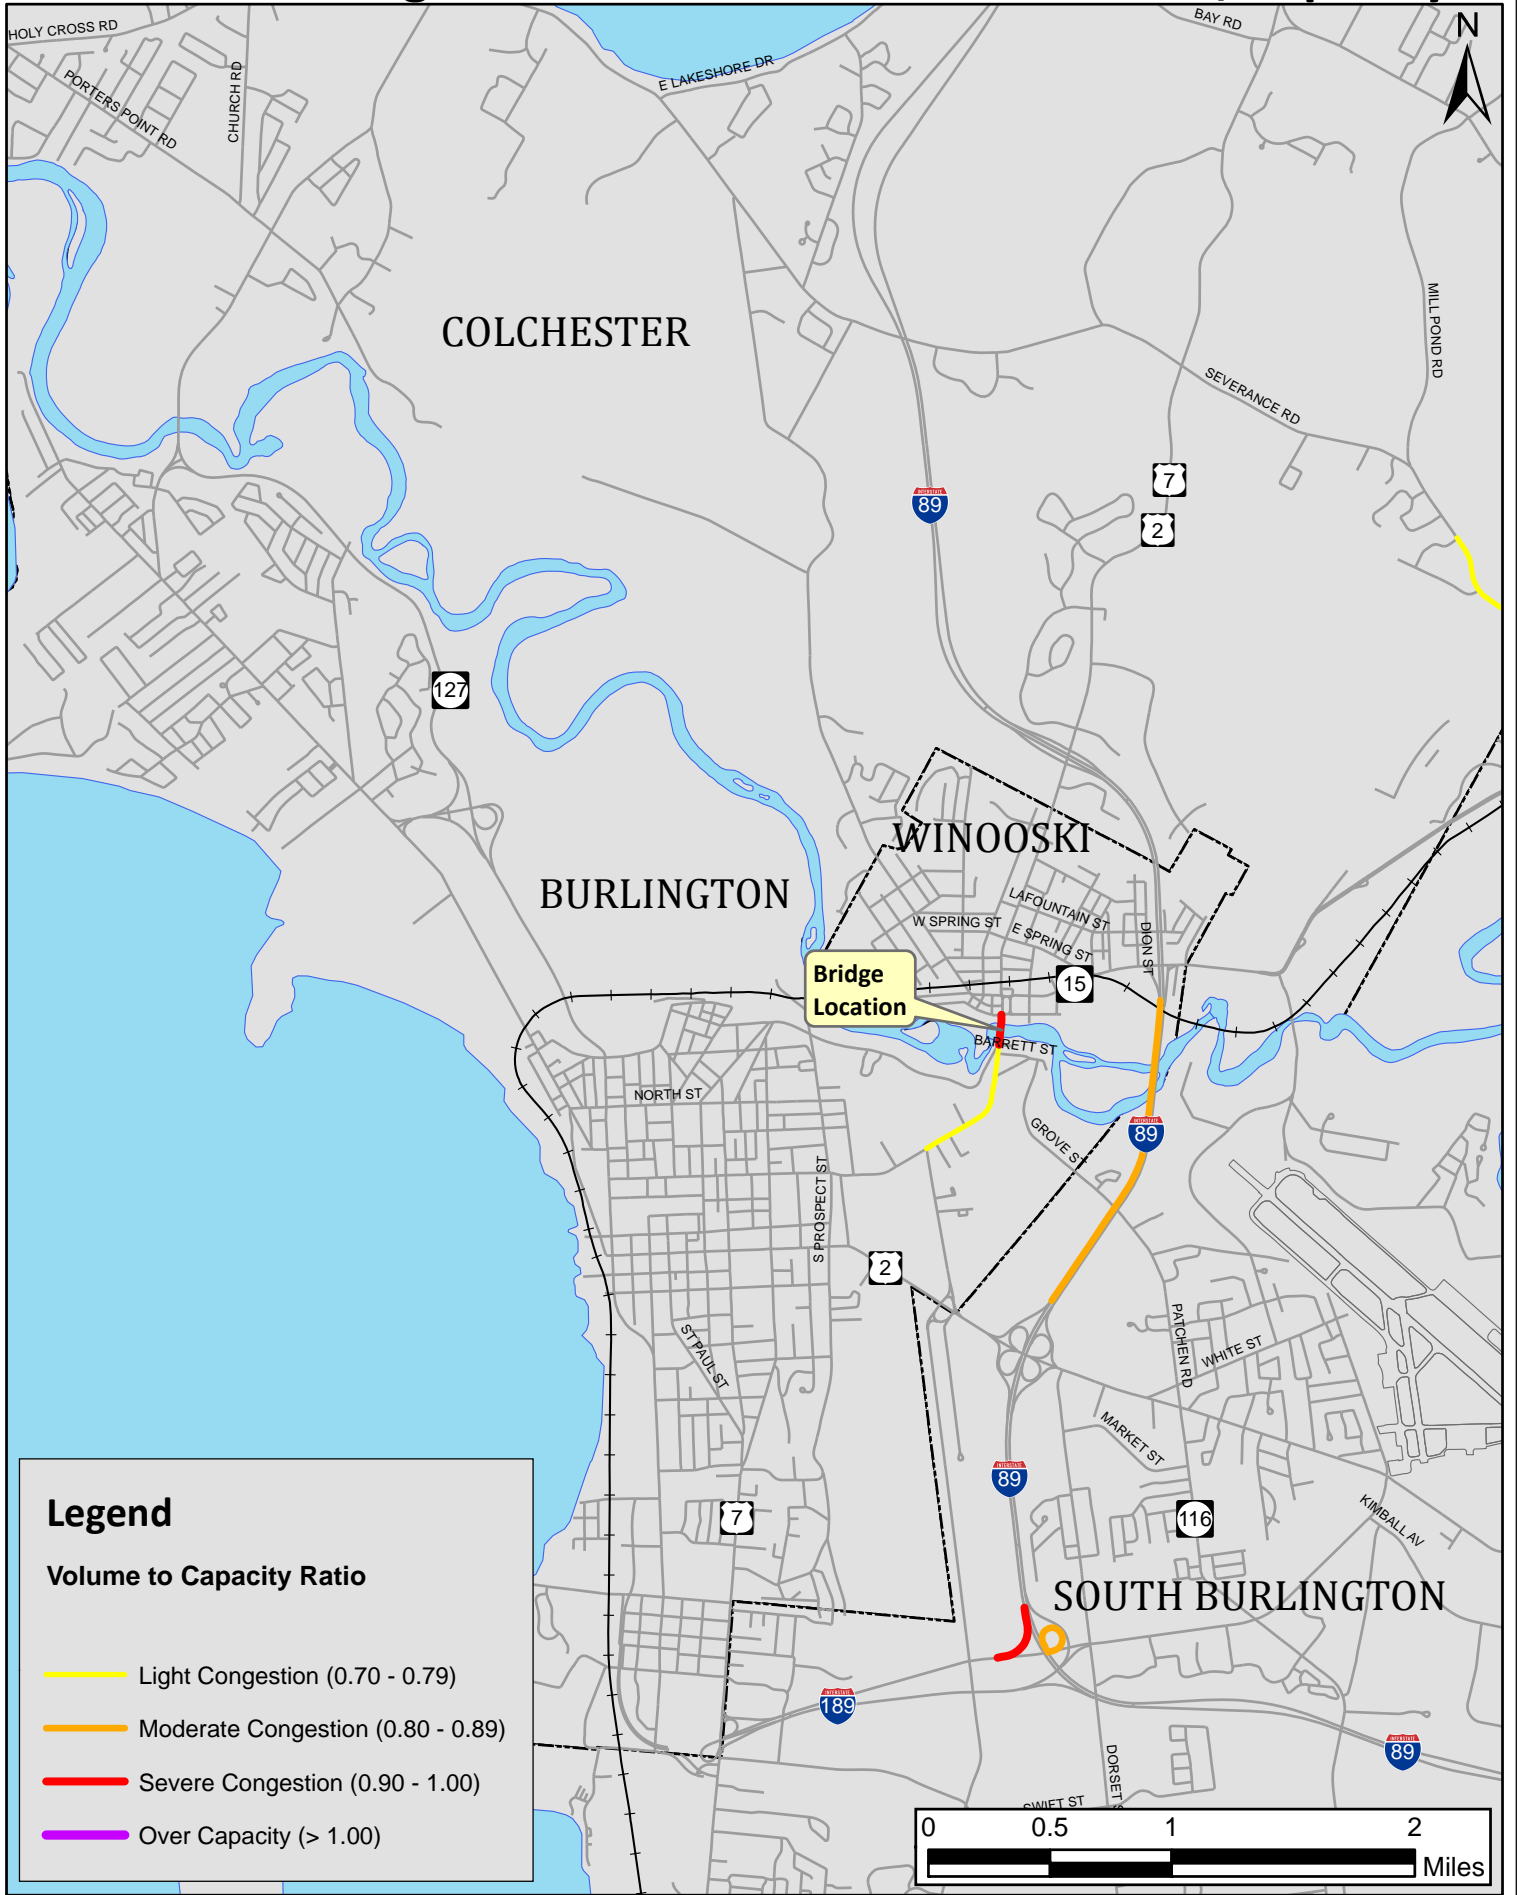 HOLY CROSS RD
BAY RD
N
PORTERS POINT RD
CHURCH RD
E LAKESHORE DR
MILL POND RD
COLCHESTER
SEVERANCE RD
7
INTERSTATE
89
2
127
WINOOSKI
BURLINGTON
LAFOUNTAIN ST
W SPRING ST
E SPRING ST
DION ST
Bridge
Location
15
BARRETT ST
NORTH ST
GROVE ST
INTERSTATE
89
S PROSPECT ST
2
ST PAUL ST
PATCHEN RD
WHITE ST
MARKET ST
INTERSTATE
89
7
116
KIMBALL AV
SOUTH BURLINGTON
INTERSTATE
189
INTERSTATE
89
DORSET S
SWIFT ST
Legend
Volume to Capacity Ratio
Light Congestion (0.70 - 0.79)
Moderate Congestion (0.80 - 0.89)
Severe Congestion (0.90 - 1.00)
Over Capacity (> 1.00)
0 0.5 1 2
Miles